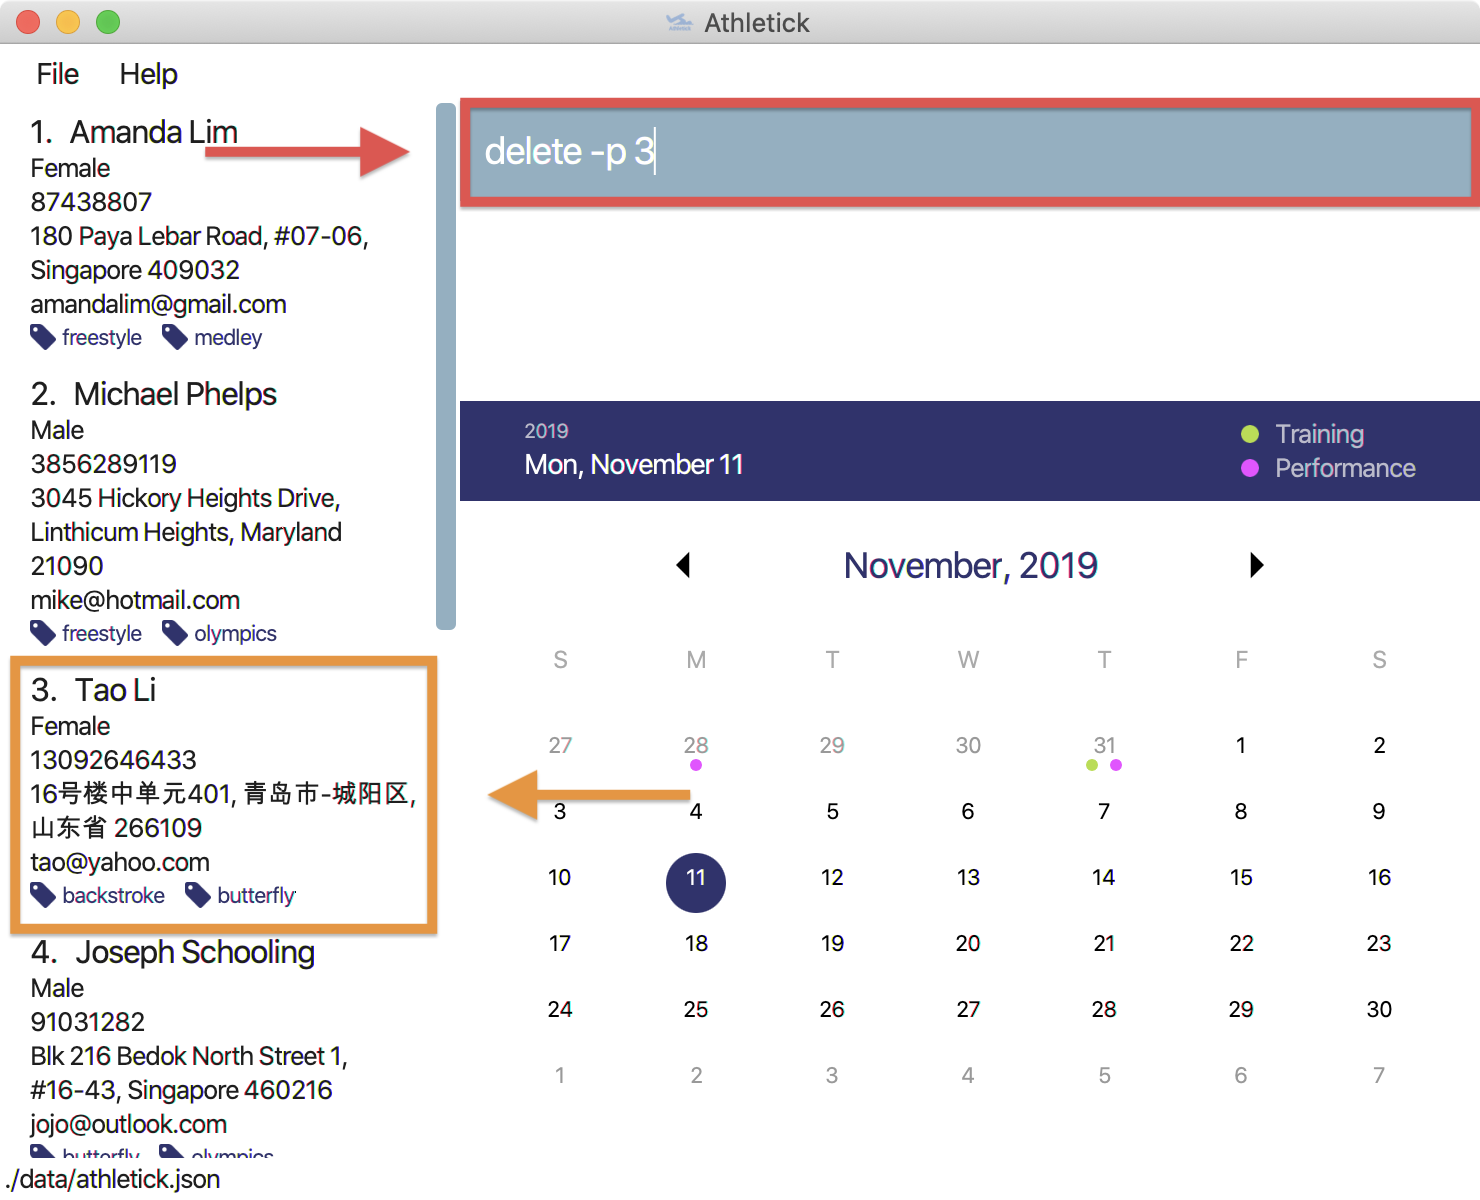 Athletick
File Help
1. Amanda Lim
Female
87438807
180 Paya Lebar Road, #07-06,
Singapore 409032
amandalim@gmail.com
freestyle medley
2. Michael Phelps
Male
3856289119
3045 Hickory Heights Drive,
Linthicum Heights, Maryland
21090
mike@hotmail.com
freestyle olympics
3. Tao Li
Female
13092646433
16号楼中单元401, 青岛市-城阳区,
山东省 266109
tao@yahoo.com
backstroke butterfly
4. Joseph Schooling
Male
91031282
Blk 216 Bedok North Street 1,
#16-43, Singapore 460216
jojo@outlook.com
butterfly olympics
./data/athletick.json
delete -p 3
2019
Mon, November 11
Training
Performance
November, 2019
S M T W T F S
27 28 29 30 31 1 2
3 4 5 6 7 8 9
10 11 12 13 14 15 16
17 18 19 20 21 22 23
24 25 26 27 28 29 30
1 2 3 4 5 6 7